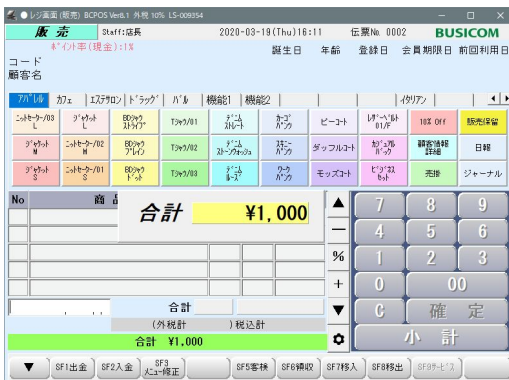 レジ画面 (販売) BCPOS Ver8.1 外税 10% LS-009354
販 売 Staff:店長 2020-03-19(Thu)16:11 伝票No. 0002 BUSICOM
ﾎﾟｲﾝﾄ率(現金):1% 誕生日 年齢 登録日 会員期限日 前回利用日
コード
顧客名
ｱﾊﾟﾚﾙ ｶﾌｪ ｴｽﾃｻﾛﾝ ﾄﾞﾗｯｸﾞ ﾊﾞﾙ 機能1 機能2 ｲﾀﾘｱﾝ
ﾆｯﾄｾｰﾀｰ/03 L ｼﾞｬｹｯﾄ L BDｼｬﾂ ｽﾄﾗｲﾌﾟ Tｼｬﾂ/01 ﾃﾞﾆﾑ ｽﾄﾚｰﾄ ｶｰｺﾞ ﾊﾟﾝﾂ ﾋﾟｰｺｰﾄ ﾚｻﾞｰﾍﾞﾙﾄ 01/F 10% OFF 販売保留
ｼﾞｬｹｯﾄ M ﾆｯﾄｾｰﾀｰ/02 M BDｼｬﾂ ﾌﾟﾚｲﾝ Tｼｬﾂ/02 ﾃﾞﾆﾑ ｽﾄｰﾝｳｫｯｼｭ ｽｷﾆｰ ﾊﾟﾝﾂ ﾀﾞｯﾌﾙｺｰﾄ ｶｼﾞｭｱﾙ ﾊﾞｯｸﾞ 顧客情報 詳細 日報
ｼﾞｬｹｯﾄ S ﾆｯﾄｾｰﾀｰ/01 S BDｼｬﾂ ﾄﾞｯﾄ Tｼｬﾂ/03 ﾃﾞﾆﾑ ﾙｰｽﾞ ﾜｰｸ ﾊﾟﾝﾂ ﾓｯｽﾞｺｰﾄ ﾋﾞｼﾞﾈｽ ｾｯﾄ 売掛 ジャーナル
No 商 合計 ¥1,000 ▲ 7 8 9
— 4 5 6
% 1 2 3
+ 0 00
合計 ▼ C 確 定
(外税計 )税込計
合計 ¥1,000 小 計
▼ SF1出金 SF2入金 SF3 ﾒﾆｭｰ修正 SF5客検 SF6領収 SF7移入 SF8移出 SF9ｻｰﾋﾞｽ